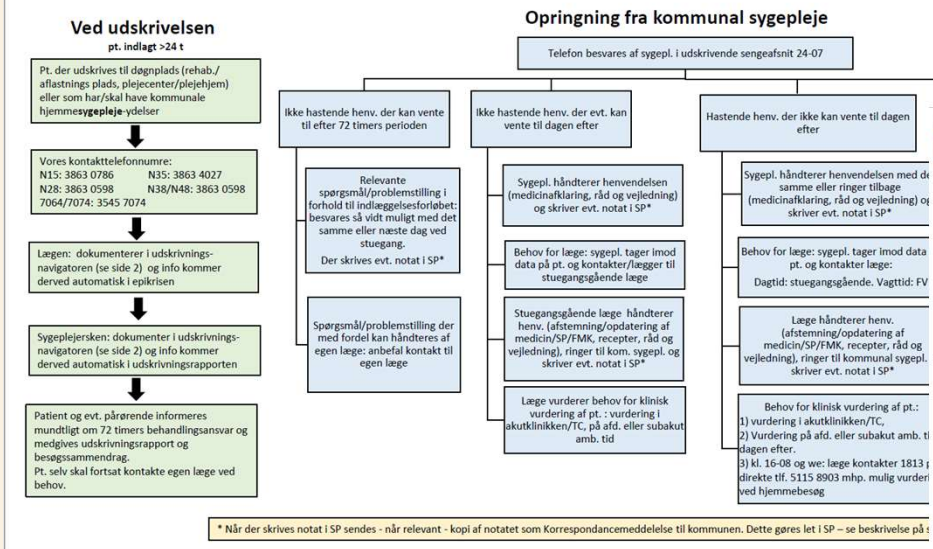 Ved udskrivelsen
pt. indlagt >24 t
Pt. der udskrives til døgnplads (rehab./
aflastnings plads, plejecenter/plejehjem)
eller som har/skal have kommunale
hjemmesygepleje-ydelser
Vores kontakttelefonnumre:
N15: 3863 0786 N35: 3863 4027
N28: 3863 0598 N38/N48: 3863 0598
7064/7074: 3545 7074
Lægen: dokumenterer i udskrivnings-
navigatoren (se side 2) og info kommer
derved automatisk i epikrisen
Sygeplejersken: dokumenter i udskrivnings-
navigatoren (se side 2) og info kommer
derved automatisk i udskrivningsrapporten
Patient og evt. pårørende informeres
mundtligt om 72 timers behandlingsansvar og
medgives udskrivningsrapport og
besøgssammendrag.
Pt. selv skal fortsat kontakte egen læge ved
behov.
Opringning fra kommunal sygepleje
Telefon besvares af sygepl. i udskrivende sengeafsnit 24-07
Ikke hastende henv. der kan vente
til efter 72 timers perioden
Relevante
spørgsmål/problemstilling i
forhold til indlæggelsesforløbet:
besvares så vidt muligt med det
samme eller næste dag ved
stuegang.
Der skrives evt. notat i SP*
Spørgsmål/problemstilling der
med fordel kan håndteres af
egen læge: anbefal kontakt til
egen læge
Ikke hastende henv. der evt. kan
vente til dagen efter
Sygepl. håndterer henvendelsen
(medicinafklaring, råd og vejledning)
og skriver evt. notat i SP*
Behov for læge: sygepl. tager imod
data på pt. og kontakter/lægger til
stuegangsgående læge
Stuegangsgående læge håndterer
henv. (afstemning/opdatering af
medicin/SP/FMK, recepter, råd og
vejledning), ringer til kom. sygepl. og
skriver evt. notat i SP*
Læge vurderer behov for klinisk
vurdering af pt. : vurdering i
akutklinikken/TC, på afd. eller subakut
amb. tid
Hastende henv. der ikke kan vente til dagen
efter
Sygepl. håndterer henvendelsen med de
samme eller ringer tilbage
(medicinafklaring, råd og vejledning) og
skriver evt. notat i SP*
Behov for læge: sygepl. tager imod data
pt. og kontakter læge:
Dagtid: stuegangsgående. Vagttid: FV
Læge håndterer henv.
(afstemning/opdatering af
medicin/SP/FMK, recepter, råd og
vejledning), ringer til kommunal sygepl.
skriver evt. notat i SP*
Behov for klinisk vurdering af pt.:
1) vurdering i akutklinikken/TC,
2) Vurdering på afd. eller subakut amb. ti
dagen efter.
3) kl. 16-08 og we: læge kontakter 1813 p
direkte tlf. 5115 8903 mhp. mulig vurderi
ved hjemmebesøg
* Når der skrives notat i SP sendes - når relevant - kopi af notatet som Korrespondancemeddelelse til kommunen. Dette gøres let i SP – se beskrivelse på s